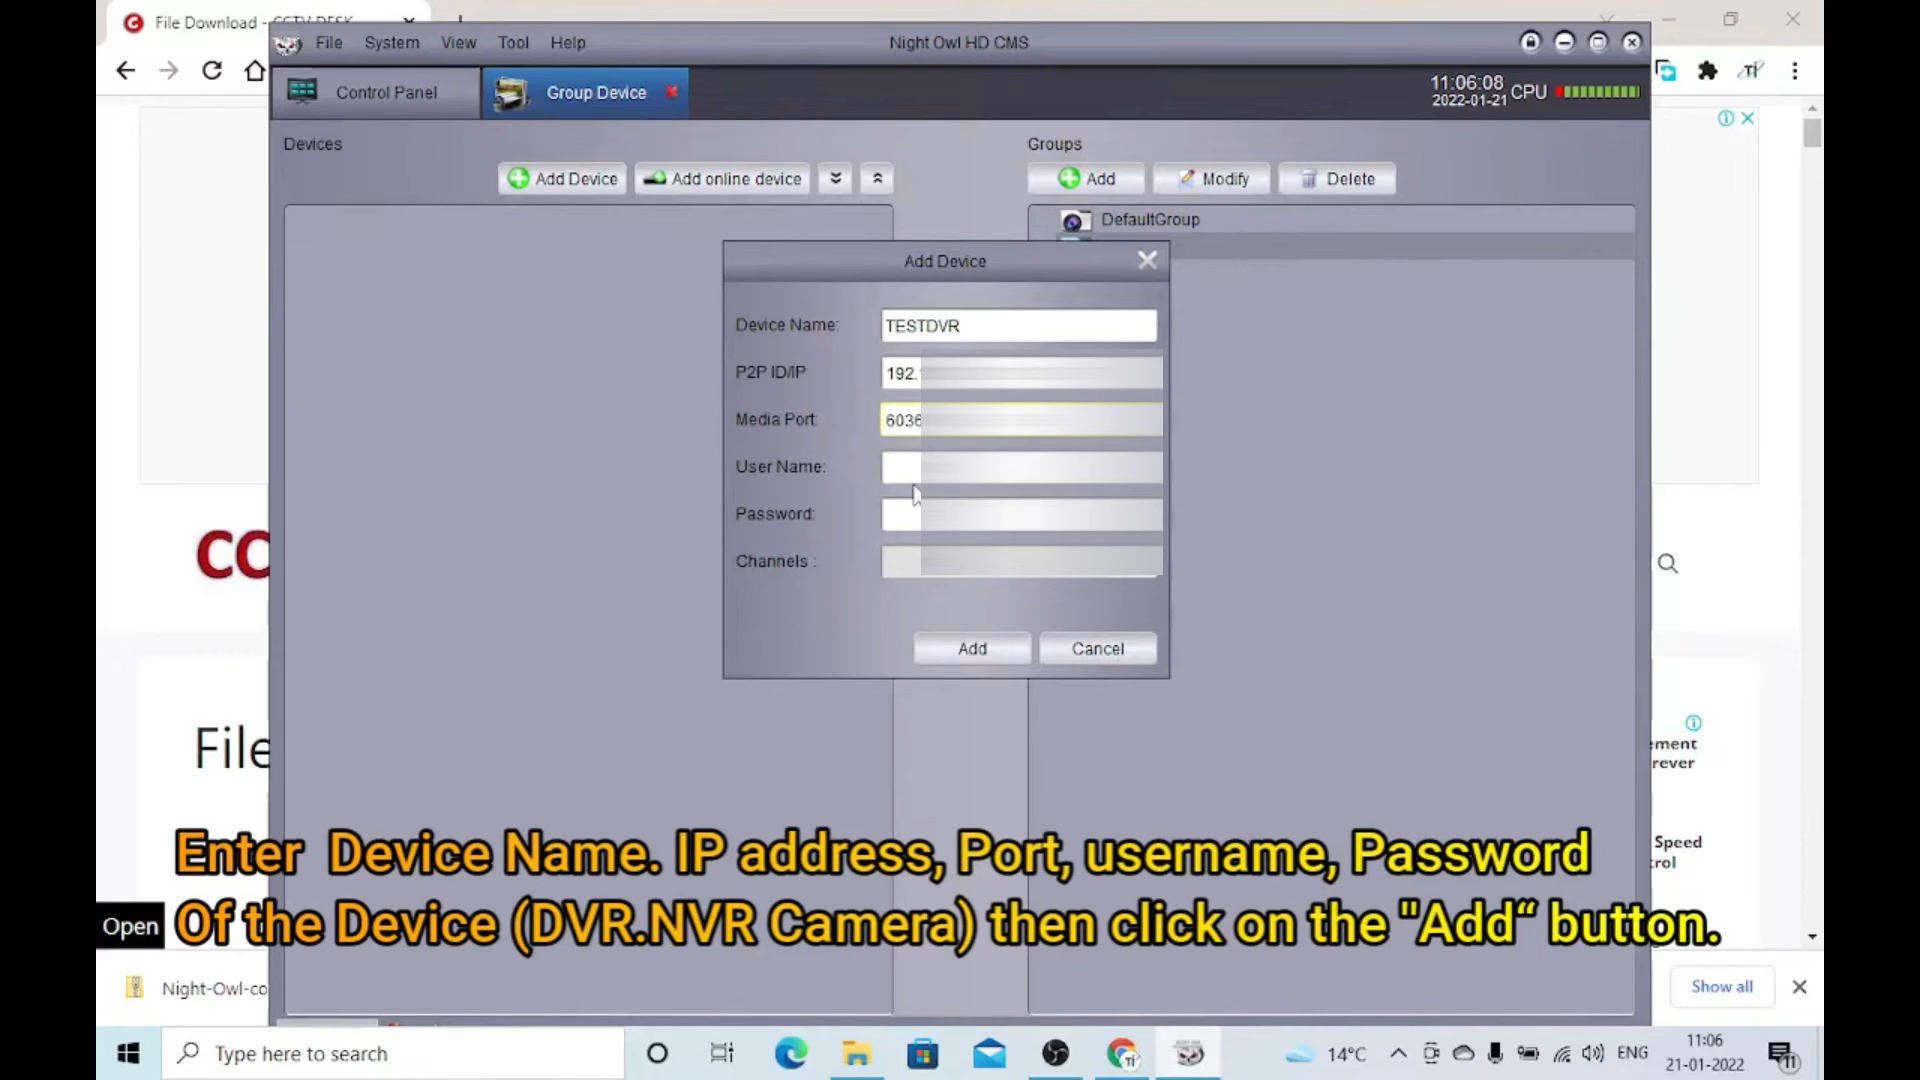 File Download - CCTV DESK
File System View Tool Help
Night Owl HD CMS
Control Panel
Group Device
11:06:08
2022-01-21
CPU
Devices
Groups
Add Device
Add online device
Add
Modify
Delete
DefaultGroup
Add Device
Device Name: TESTDVR
P2P ID/IP 192.
Media Port: 6036
User Name:
Password:
Channels :
Add
Cancel
CC
File
ement
rever
Speed
rol
Enter Device Name. IP address, Port, username, Password
Of the Device (DVR.NVR Camera) then click on the "Add“ button.
Open
Night-Owl-co
Show all
Type here to search
14°C
ENG
11:06
21-01-2022
11